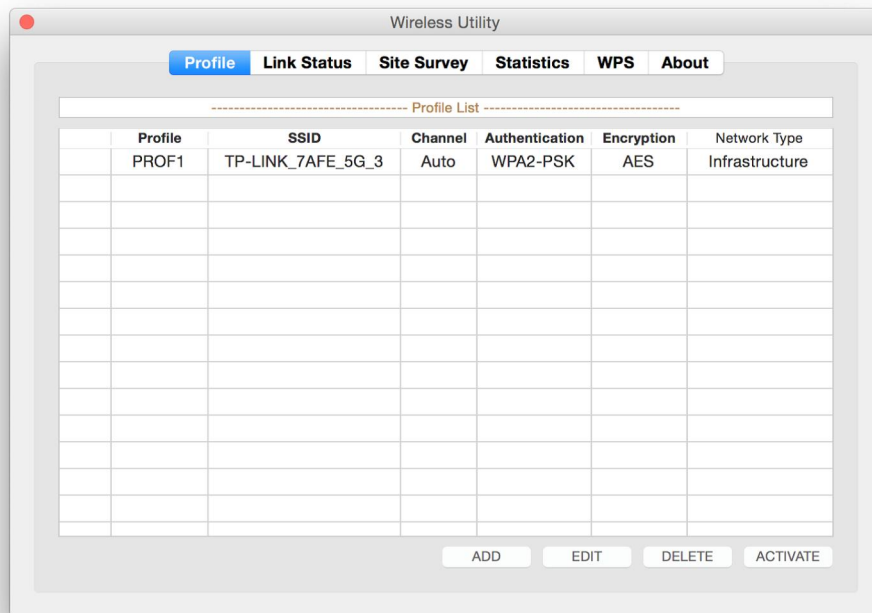 Wireless Utility
Profile Link Status Site Survey Statistics WPS About
---------------------------------- Profile List ----------------------------------
Profile SSID Channel Authentication Encryption Network Type
PROF1 TP-LINK_7AFE_5G_3 Auto WPA2-PSK AES Infrastructure
ADD EDIT DELETE ACTIVATE